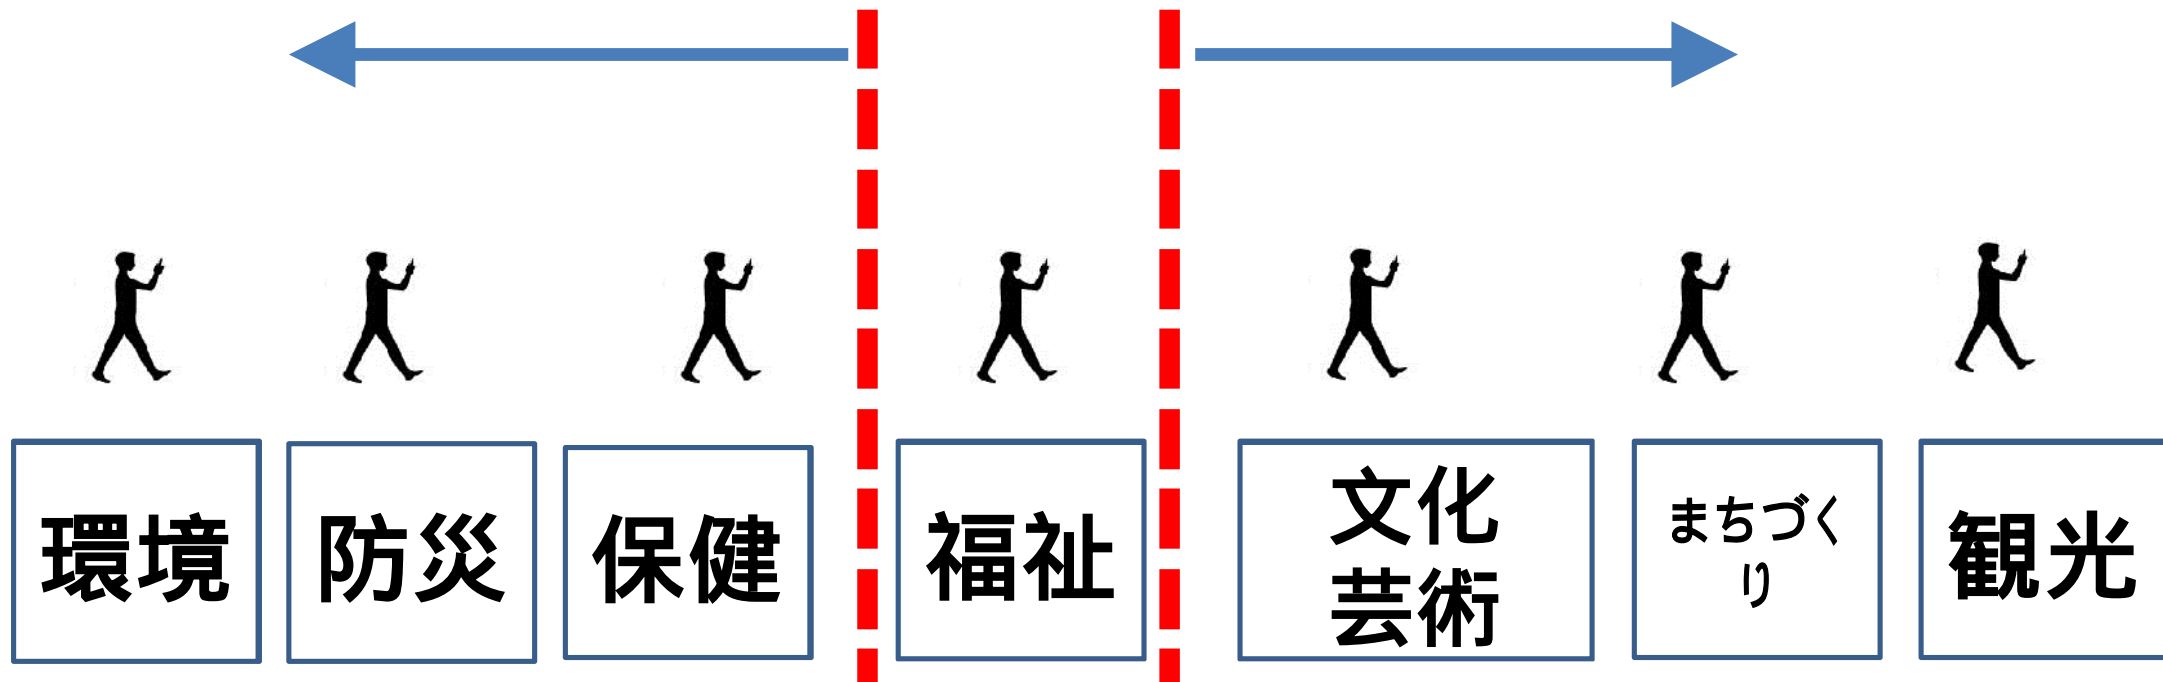 環境
防災
保健
福祉
文化
芸術
まちづく
り
観光